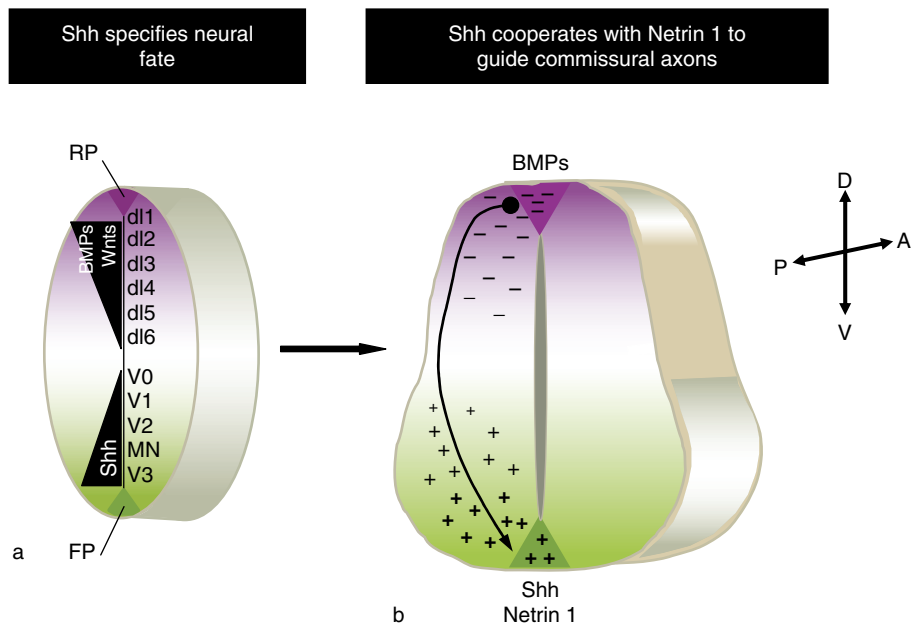 Shh specifies neural
fate
Shh cooperates with Netrin 1 to
guide commissural axons
RP
BMPs
Wnts
dI1
dI2
dI3
dI4
dI5
dI6
V0
V1
V2
MN
V3
Shh
FP
a
BMPs
Shh
Netrin 1
b
D
A
P
V